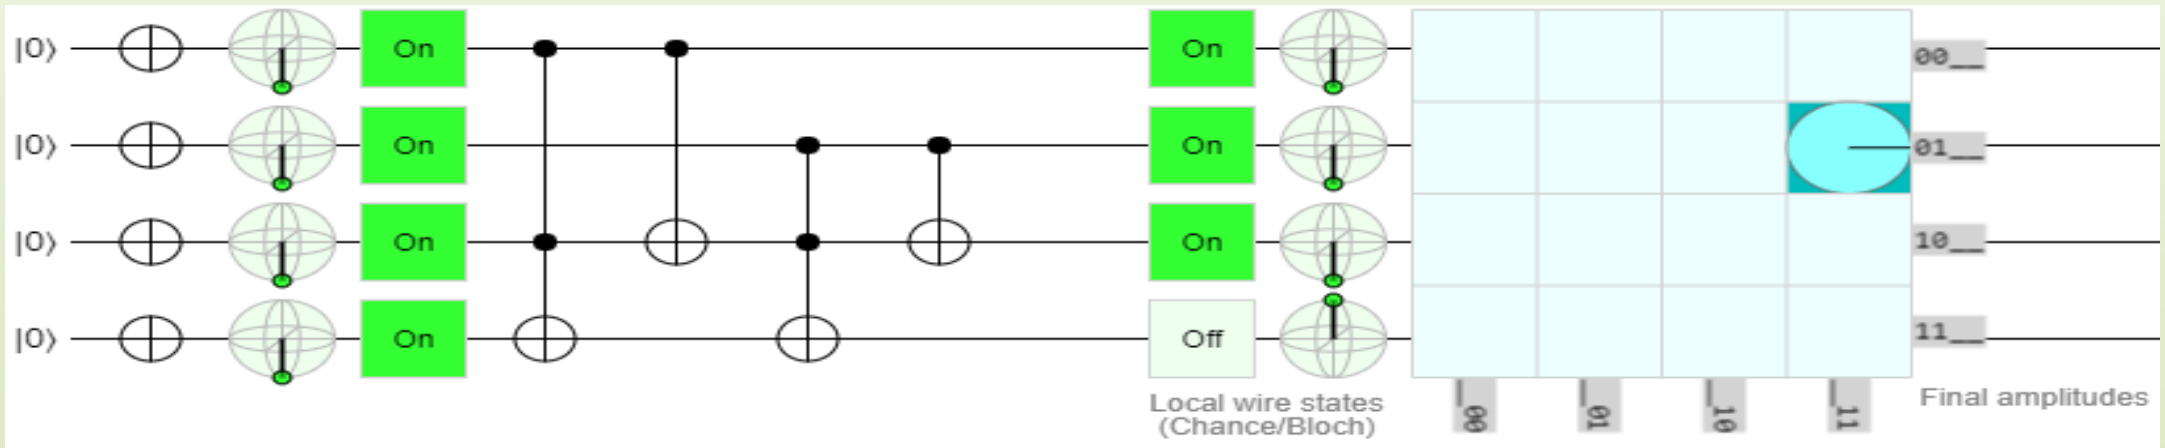 |0⟩ On On 00__
|0⟩ On On 01__
|0⟩ On On 10__
|0⟩ On Off 11__
Local wire states
(Chance/Bloch)
__00 __01 __10 __11
Final amplitudes